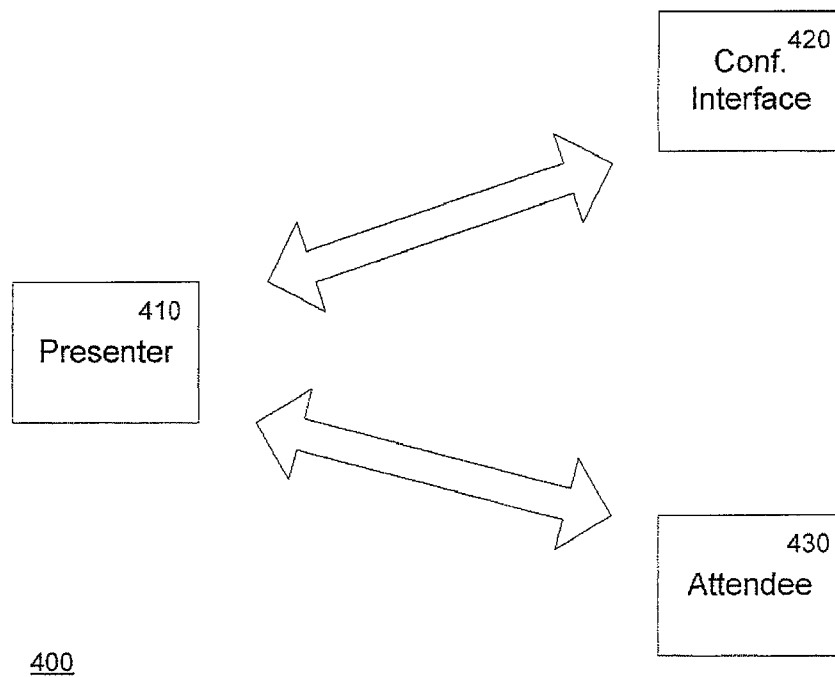 420
Conf.
Interface
410
Presenter
430
Attendee
400